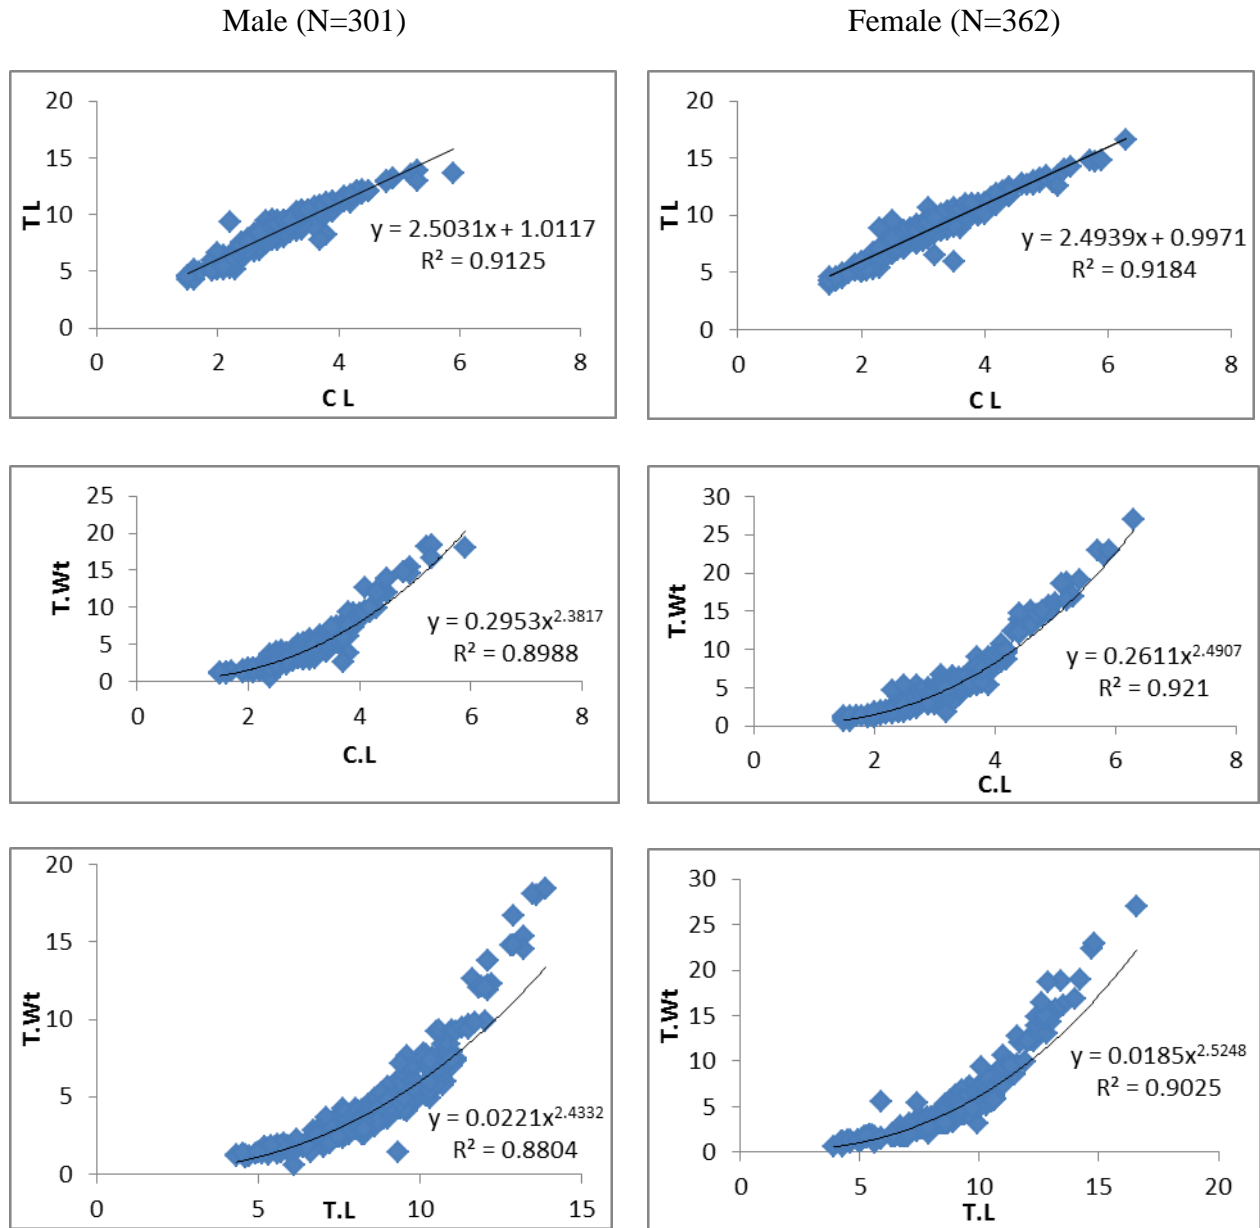 Male (N=301)
Female (N=362)
20
15
10
5
0
0 2 4 6 8
T L
C L
y = 2.5031x + 1.0117
R² = 0.9125
20
15
10
5
0
0 2 4 6 8
T L
C L
y = 2.4939x + 0.9971
R² = 0.9184
25
20
15
10
5
0
0 2 4 6 8
T.Wt
C.L
y = 0.2953x^2.3817
R² = 0.8988
30
25
20
15
10
5
0
0 2 4 6 8
T.Wt
C.L
y = 0.2611x^2.4907
R² = 0.921
20
15
10
5
0
0 5 10 15
T.Wt
T.L
y = 0.0221x^2.4332
R² = 0.8804
30
25
20
15
10
5
0
0 5 10 15 20
T.Wt
T.L
y = 0.0185x^2.5248
R² = 0.9025